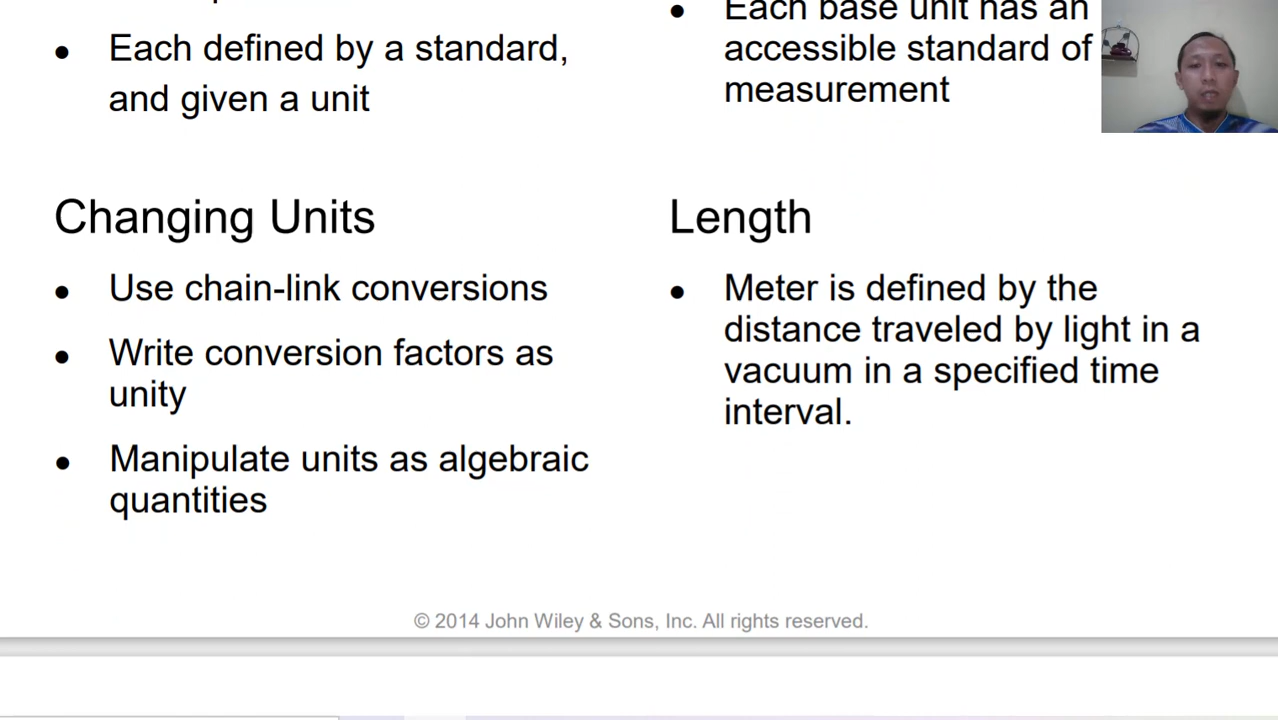 Each defined by a standard,
and given a unit
Each base unit has an
accessible standard of
measurement
Changing Units
Use chain-link conversions
Write conversion factors as
unity
Manipulate units as algebraic
quantities
Length
Meter is defined by the
distance traveled by light in a
vacuum in a specified time
interval.
© 2014 John Wiley & Sons, Inc. All rights reserved.